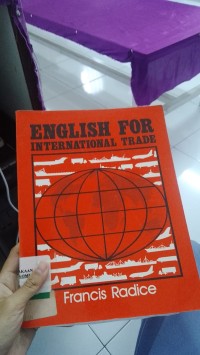 ENGLISH FOR
INTERNATIONAL TRADE
Francis Radice